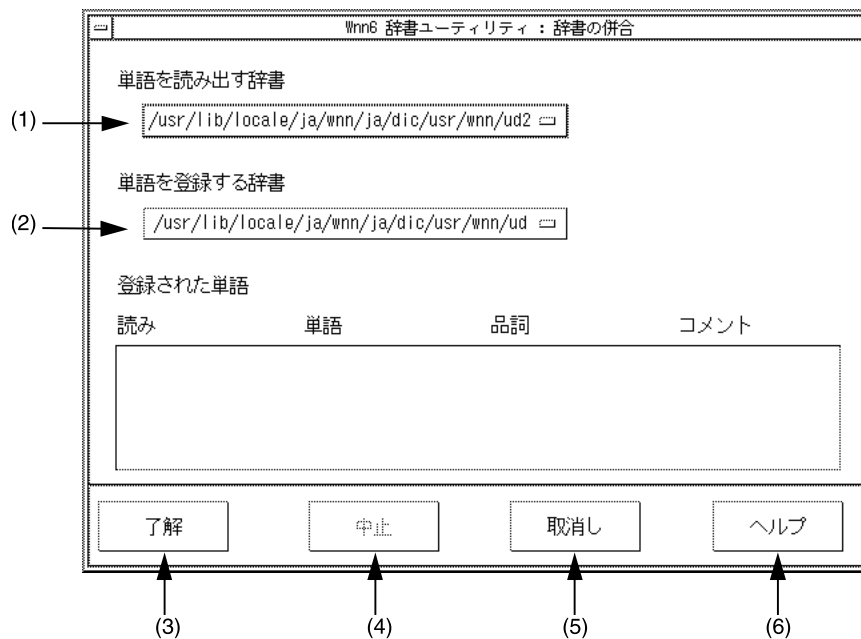 Wnn6 辞書ユーティリティ : 辞書の併合
単語を読み出す辞書
(1) /usr/lib/locale/ja/wnn/ja/dic/usr/wnn/ud2
単語を登録する辞書
(2) /usr/lib/locale/ja/wnn/ja/dic/usr/wnn/ud
登録された単語
読み 単語 品詞 コメント
了解 中止 取消し ヘルプ
(3) (4) (5) (6)